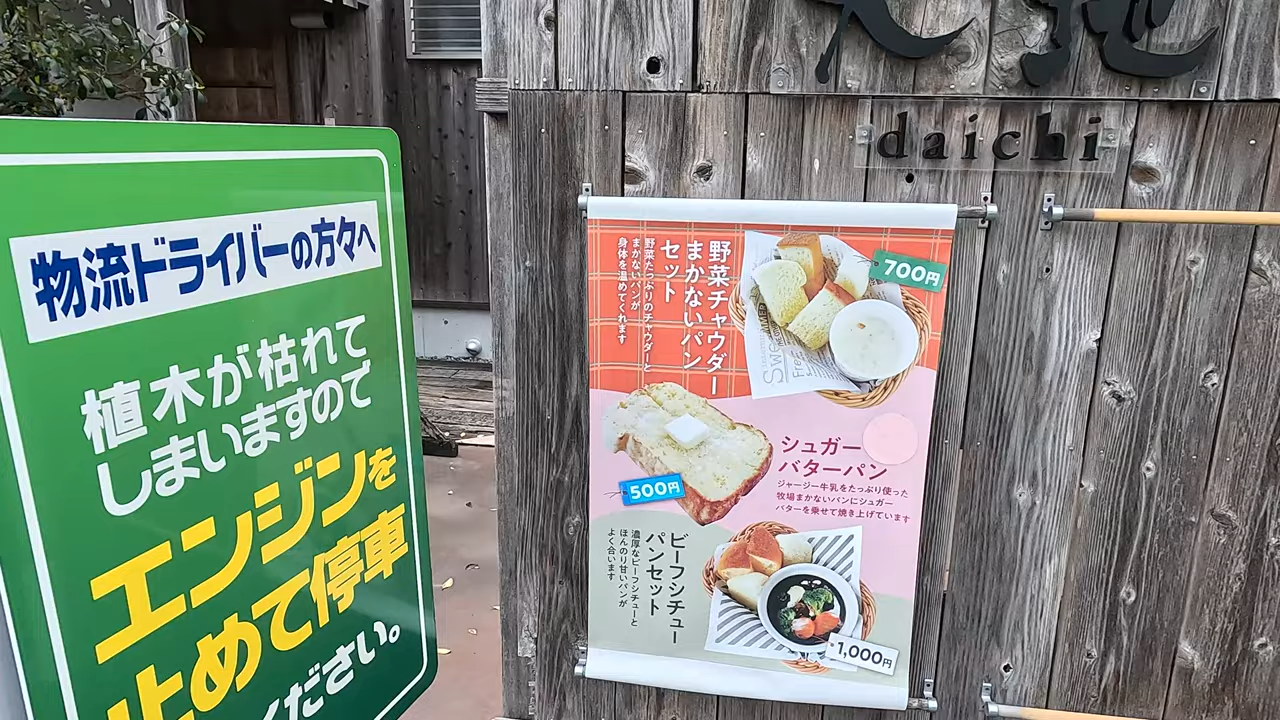 物流ドライバーの方々へ
植木が枯れて
しまいますので
エンジンを
止めて停車
ください。
daichi
野菜チャウダー
まかないパン
セット
野菜たっぷりのチャウダーと
まかないパンが
身体を温めてくれます
700円
シュガー
バターパン
ジャージー牛乳をたっぷり使った
牧場まかないパンにシュガー
バターを乗せて焼き上げています
500円
ビーフシチュー
パンセット
濃厚なビーフシチューと
ほんのり甘いパンが
よく合います
1,000円